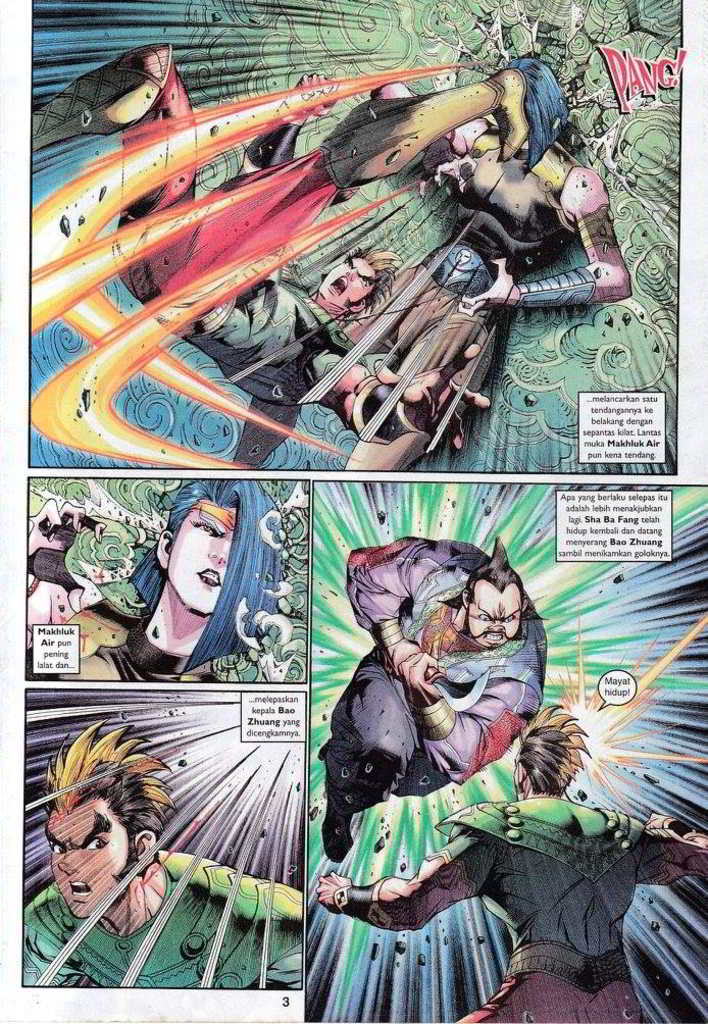 PANG!
...melancarkan satu
tendangannya ke
belakang dengan
sepantas kilat. Lantas
muka Makhluk Air
pun kena tendang.
Makhluk
Air pun
pening
lalat dan...
...melepaskan
kepala Bao
Zhuang yang
dicengkamnya.
Apa yang berlaku selepas itu
adalah lebih menakjubkan
lagi. Sha Ba Fang telah
hidup kembali dan datang
menyerang Bao Zhuang
sambil menikamkan goloknya.
Mayat
hidup!
3